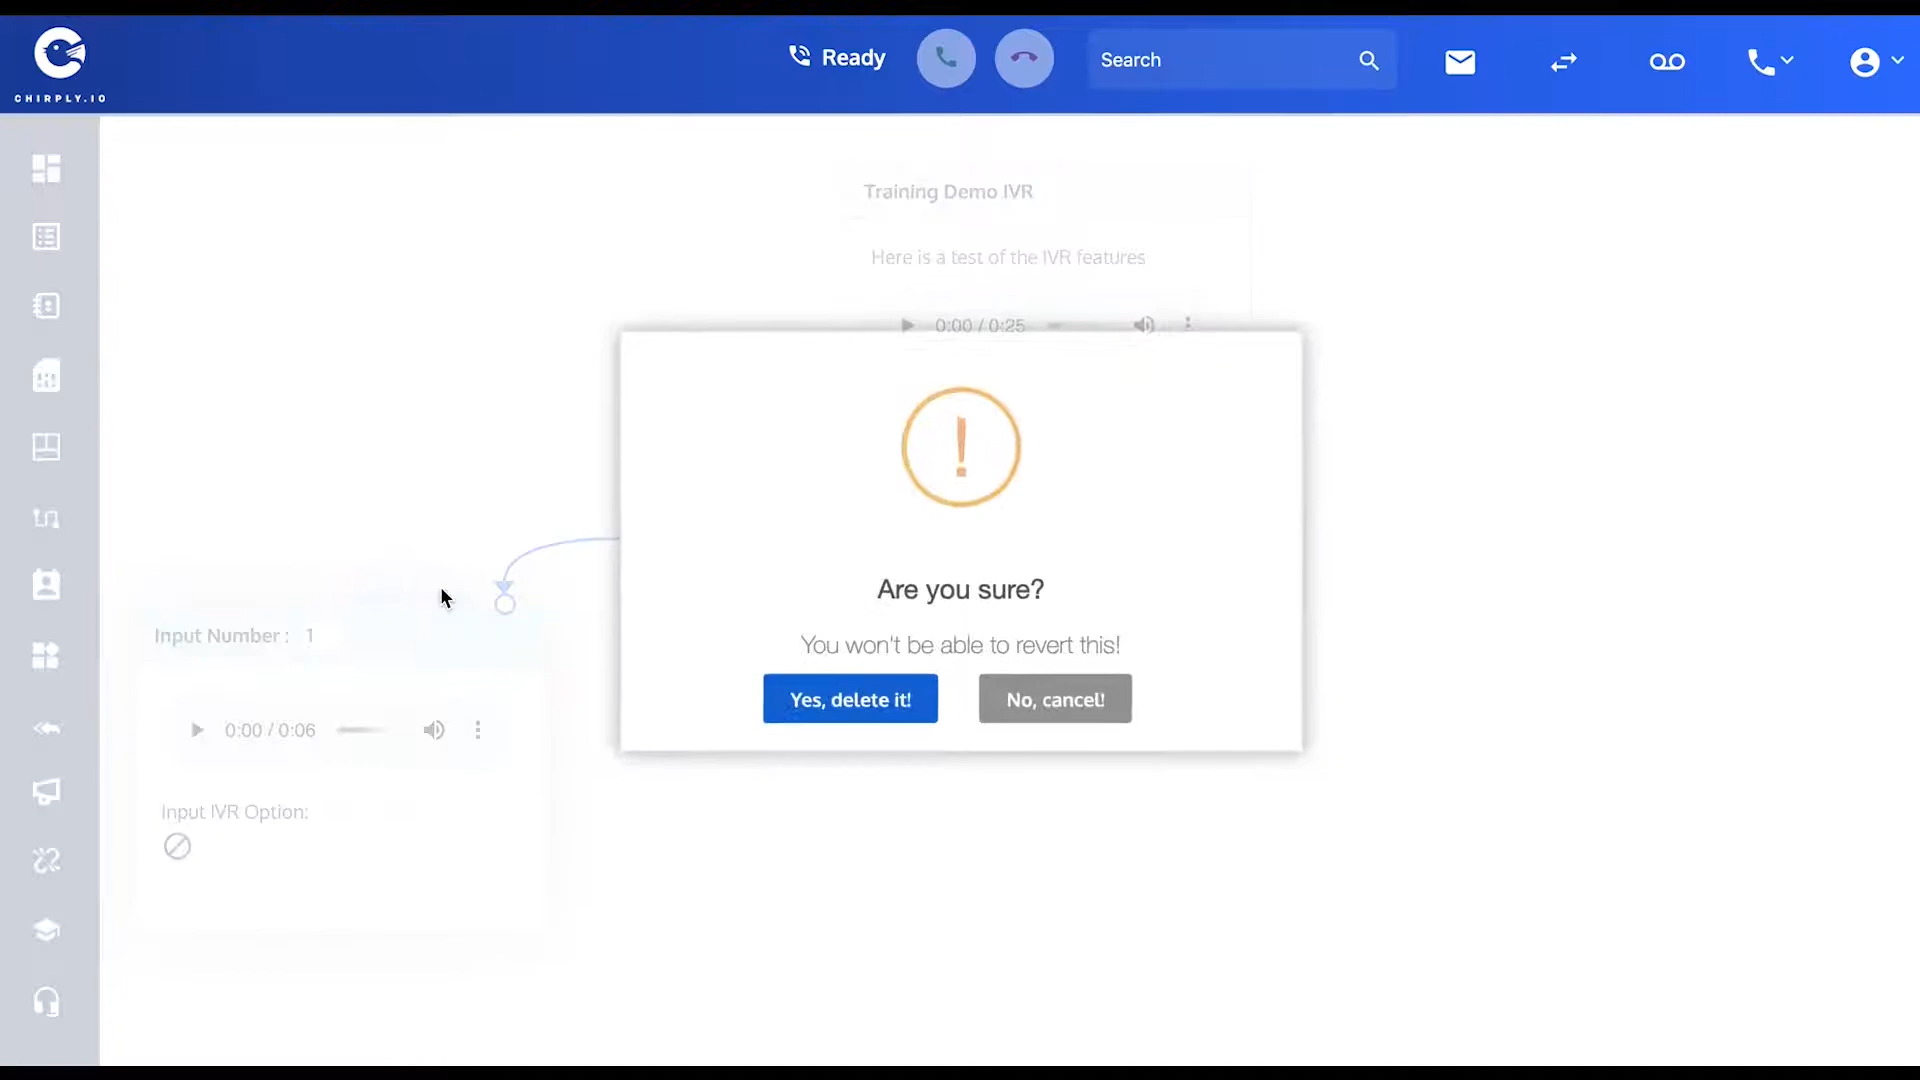 CHIRPLY.IO
Ready
Search
Training Demo IVR
Here is a test of the IVR features
0:00 / 0:25
!
Are you sure?
You won't be able to revert this!
Yes, delete it!
No, cancel!
Input Number : 1
0:00 / 0:06
Input IVR Option: